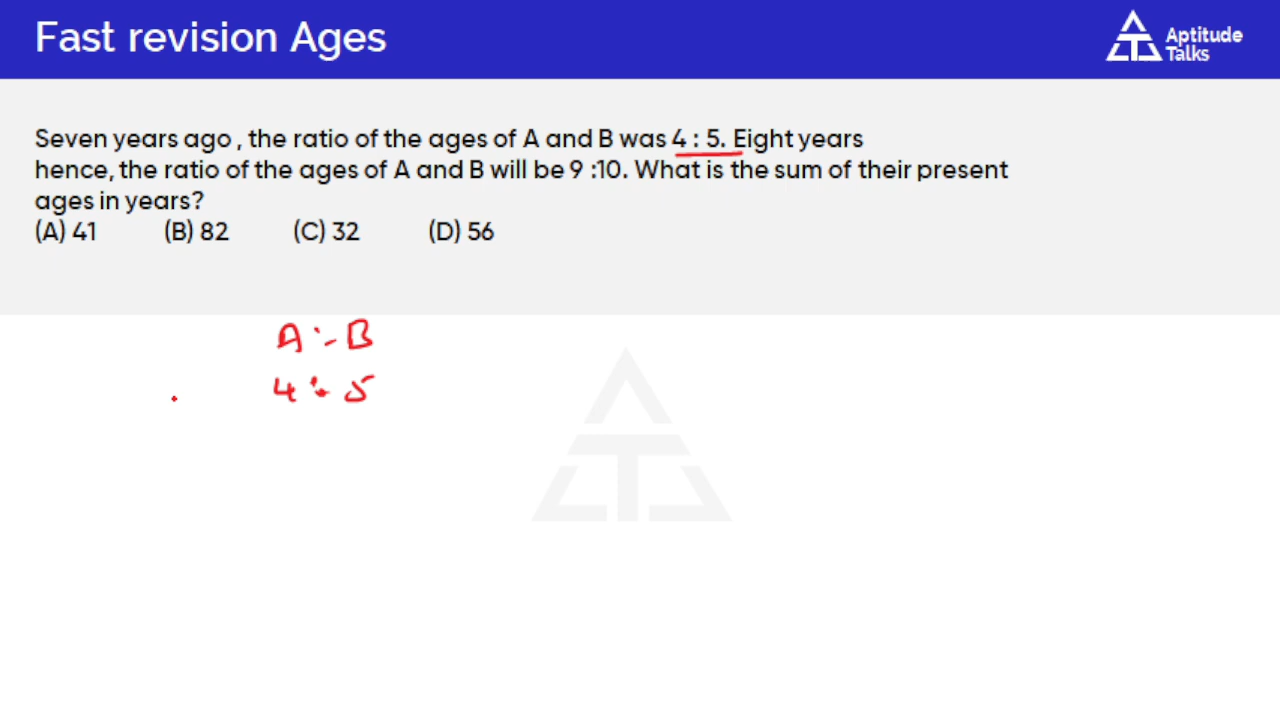 Fast revision Ages
Aptitude
Talks
Seven years ago , the ratio of the ages of A and B was 4 : 5. Eight years
hence, the ratio of the ages of A and B will be 9 :10. What is the sum of their present
ages in years?
(A) 41 (B) 82 (C) 32 (D) 56
A : B
4 : 5